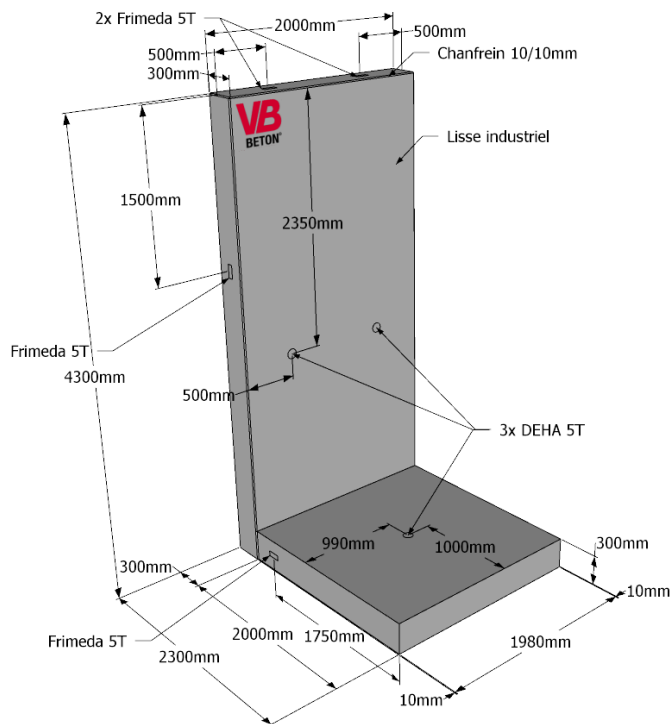 2x Frimeda 5T
2000mm
500mm
500mm
Chanfrein 10/10mm
300mm
VB
BETON®
Lisse industriel
1500mm
2350mm
Frimeda 5T
4300mm
500mm
3x DEHA 5T
990mm
1000mm
300mm
300mm
10mm
Frimeda 5T
2000mm
1750mm
1980mm
2300mm
10mm